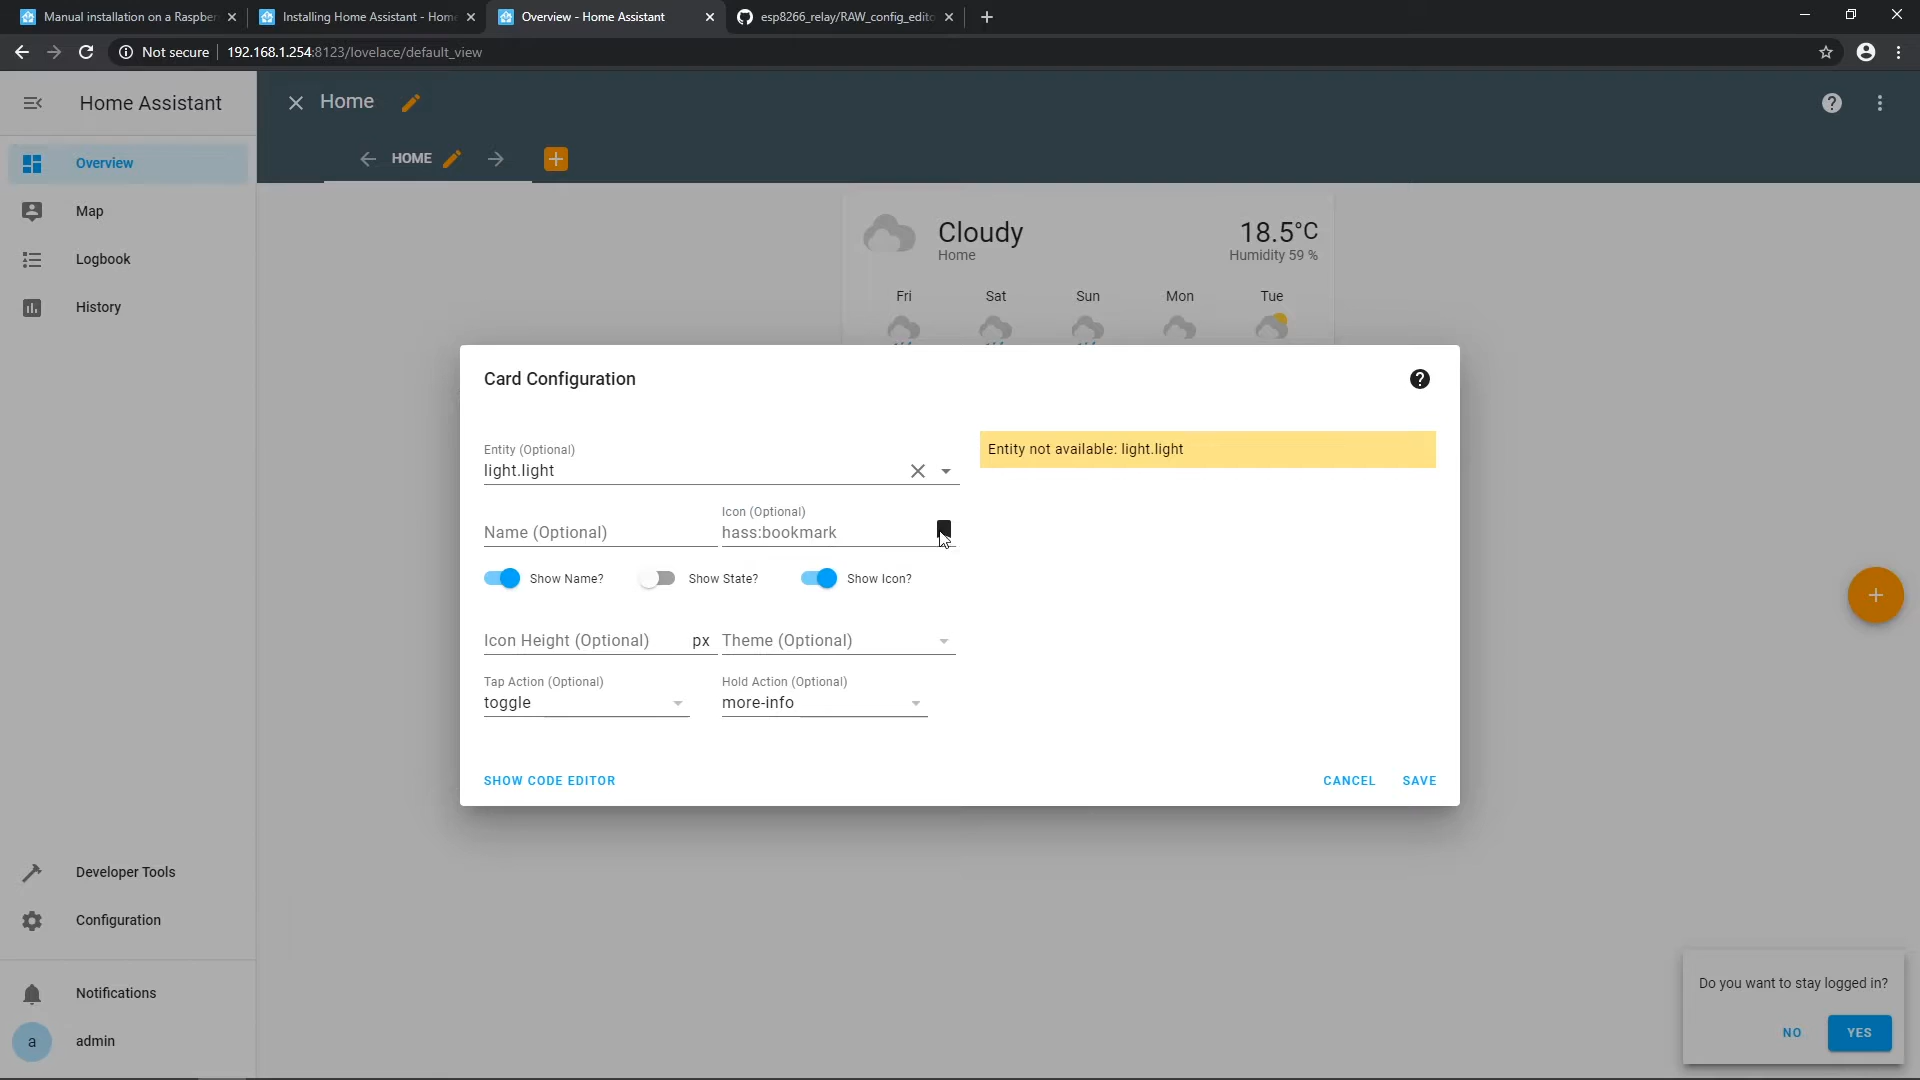 Manual installation on a Raspber
Installing Home Assistant - Home
Overview - Home Assistant
esp8266_relay/RAW_config_edito
Not secure
192.168.1.254:8123/lovelace/default_view
Home Assistant
Home
HOME
Overview
Map
Logbook
History
Cloudy
Home
18.5°C
Humidity 59 %
Fri
Sat
Sun
Mon
Tue
Card Configuration
Entity (Optional)
light.light
Entity not available: light.light
Name (Optional)
Icon (Optional)
hass:bookmark
Show Name?
Show State?
Show Icon?
Icon Height (Optional)
px
Theme (Optional)
Tap Action (Optional)
toggle
Hold Action (Optional)
more-info
SHOW CODE EDITOR
CANCEL
SAVE
Developer Tools
Configuration
Notifications
a
admin
Do you want to stay logged in?
NO
YES